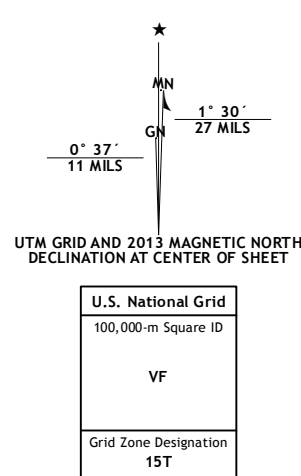 ★
MN
1° 30´
27 MILS
GN
0° 37´
11 MILS
UTM GRID AND 2013 MAGNETIC NORTH
DECLINATION AT CENTER OF SHEET
U.S. National Grid
100,000-m Square ID
VF
Grid Zone Designation
15T